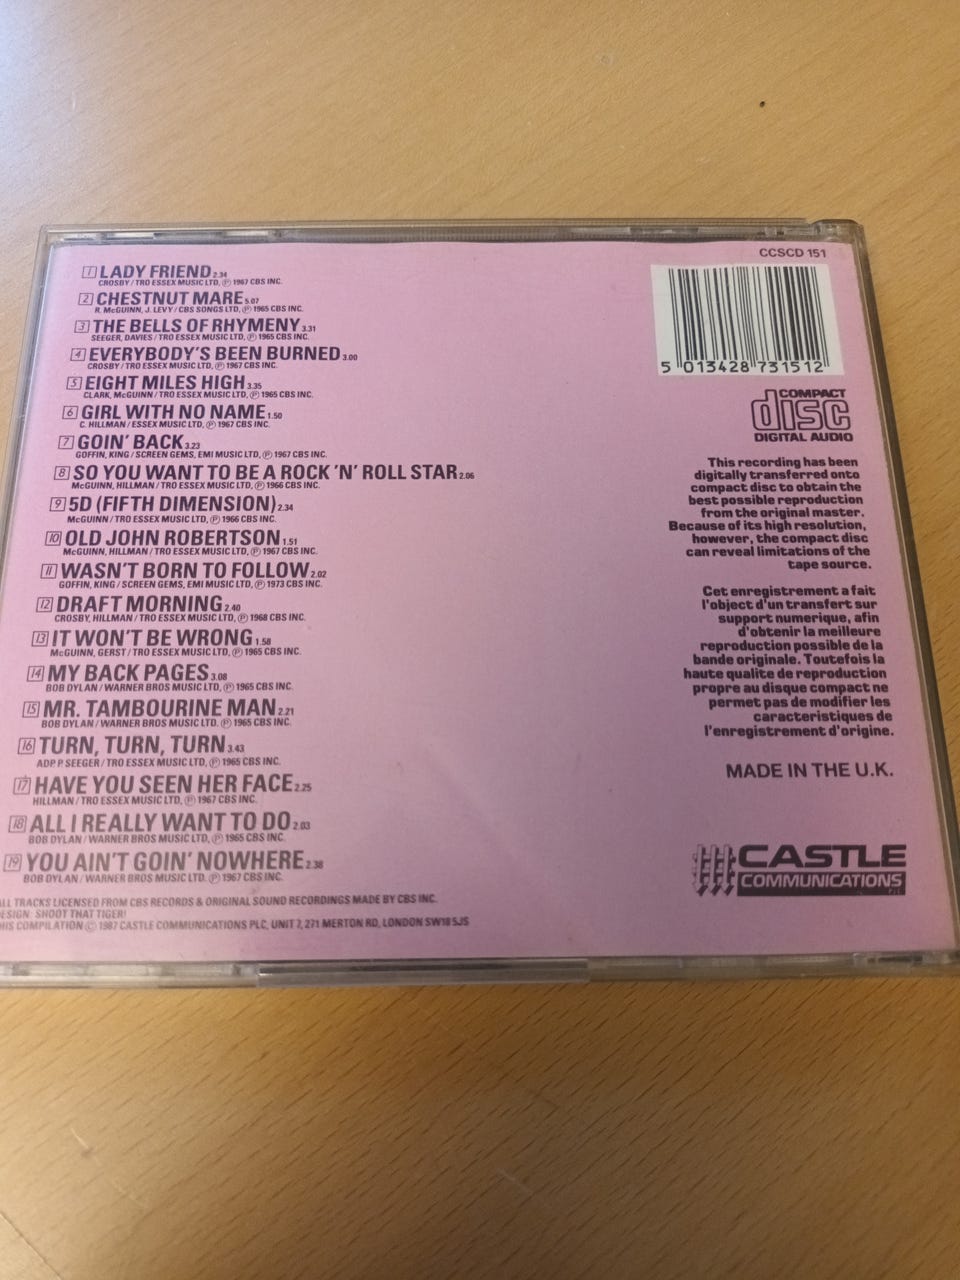 CCSCD 151
1 LADY FRIEND 2.34
CROSBY / TRO ESSEX MUSIC LTD, ℗ 1967 CBS INC.
2 CHESTNUT MARE 5.07
R. McGUINN, J. LEVY / CBS SONGS LTD, ℗ 1965 CBS INC.
3 THE BELLS OF RHYMENY 3.31
SEEGER, DAVIES / TRO ESSEX MUSIC LTD, ℗ 1965 CBS INC.
4 EVERYBODY'S BEEN BURNED 3.00
CROSBY / TRO ESSEX MUSIC LTD, ℗ 1967 CBS INC.
5 EIGHT MILES HIGH 3.35
CLARK, McGUINN / TRO ESSEX MUSIC LTD, ℗ 1965 CBS INC.
6 GIRL WITH NO NAME 1.50
C. HILLMAN / TRO ESSEX MUSIC LTD, ℗ 1967 CBS INC.
7 GOIN' BACK 3.23
GOFFIN, KING / SCREEN GEMS, EMI MUSIC LTD, ℗ 1967 CBS INC.
8 SO YOU WANT TO BE A ROCK 'N' ROLL STAR 2.06
McGUINN, HILLMAN / TRO ESSEX MUSIC LTD, ℗ 1966 CBS INC.
9 5D (FIFTH DIMENSION) 2.34
McGUINN / TRO ESSEX MUSIC LTD, ℗ 1966 CBS INC.
10 OLD JOHN ROBERTSON 1.51
McGUINN, HILLMAN / TRO ESSEX MUSIC LTD, ℗ 1967 CBS INC.
11 WASN'T BORN TO FOLLOW 2.02
GOFFIN, KING / SCREEN GEMS, EMI MUSIC LTD, ℗ 1973 CBS INC.
12 DRAFT MORNING 2.40
CROSBY, HILLMAN / TRO ESSEX MUSIC LTD, ℗ 1968 CBS INC.
13 IT WON'T BE WRONG 1.58
McGUINN, GERST / TRO ESSEX MUSIC LTD, ℗ 1965 CBS INC.
14 MY BACK PAGES 3.08
BOB DYLAN / WARNER BROS MUSIC LTD, ℗ 1965 CBS INC.
15 MR. TAMBOURINE MAN 2.21
BOB DYLAN / WARNER BROS MUSIC LTD. ℗ 1965 CBS INC.
16 TURN, TURN, TURN 3.43
ADP. P SEEGER / TRO ESSEX MUSIC LTD, ℗ 1965 CBS INC.
17 HAVE YOU SEEN HER FACE 2.25
HILLMAN / TRO ESSEX MUSIC LTD, ℗ 1967 CBS INC.
18 ALL I REALLY WANT TO DO 2.03
BOB DYLAN / WARNER BROS MUSIC LTD. ℗ 1965 CBS INC.
19 YOU AIN'T GOIN' NOWHERE 2.38
BOB DYLAN / WARNER BROS MUSIC LTD. ℗ 1967 CBS INC.
ALL TRACKS LICENSED FROM CBS RECORDS & ORIGINAL SOUND RECORDINGS MADE BY CBS INC.
DESIGN: SHOOT THAT TIGER!
THIS COMPILATION © 1987 CASTLE COMMUNICATIONS PLC, UNIT 7, 271 MERTON RD, LONDON SW18 5JS
5 013428 731512
COMPACT
disc
DIGITAL AUDIO
This recording has been
digitally transferred onto
compact disc to obtain the
best possible reproduction
from the original master.
Because of its high resolution,
however, the compact disc
can reveal limitations of the
tape source.
Cet enregistrement a fait
l'object d'un transfert sur
support numerique, afin
d'obtenir la meilleure
reproduction possible de la
bande originale. Toutefois la
haute qualite de reproduction
propre au disque compact ne
permet pas de modifier les
caracteristiques de
l'enregistrement d'origine.
MADE IN THE U.K.
CASTLE
COMMUNICATIONS